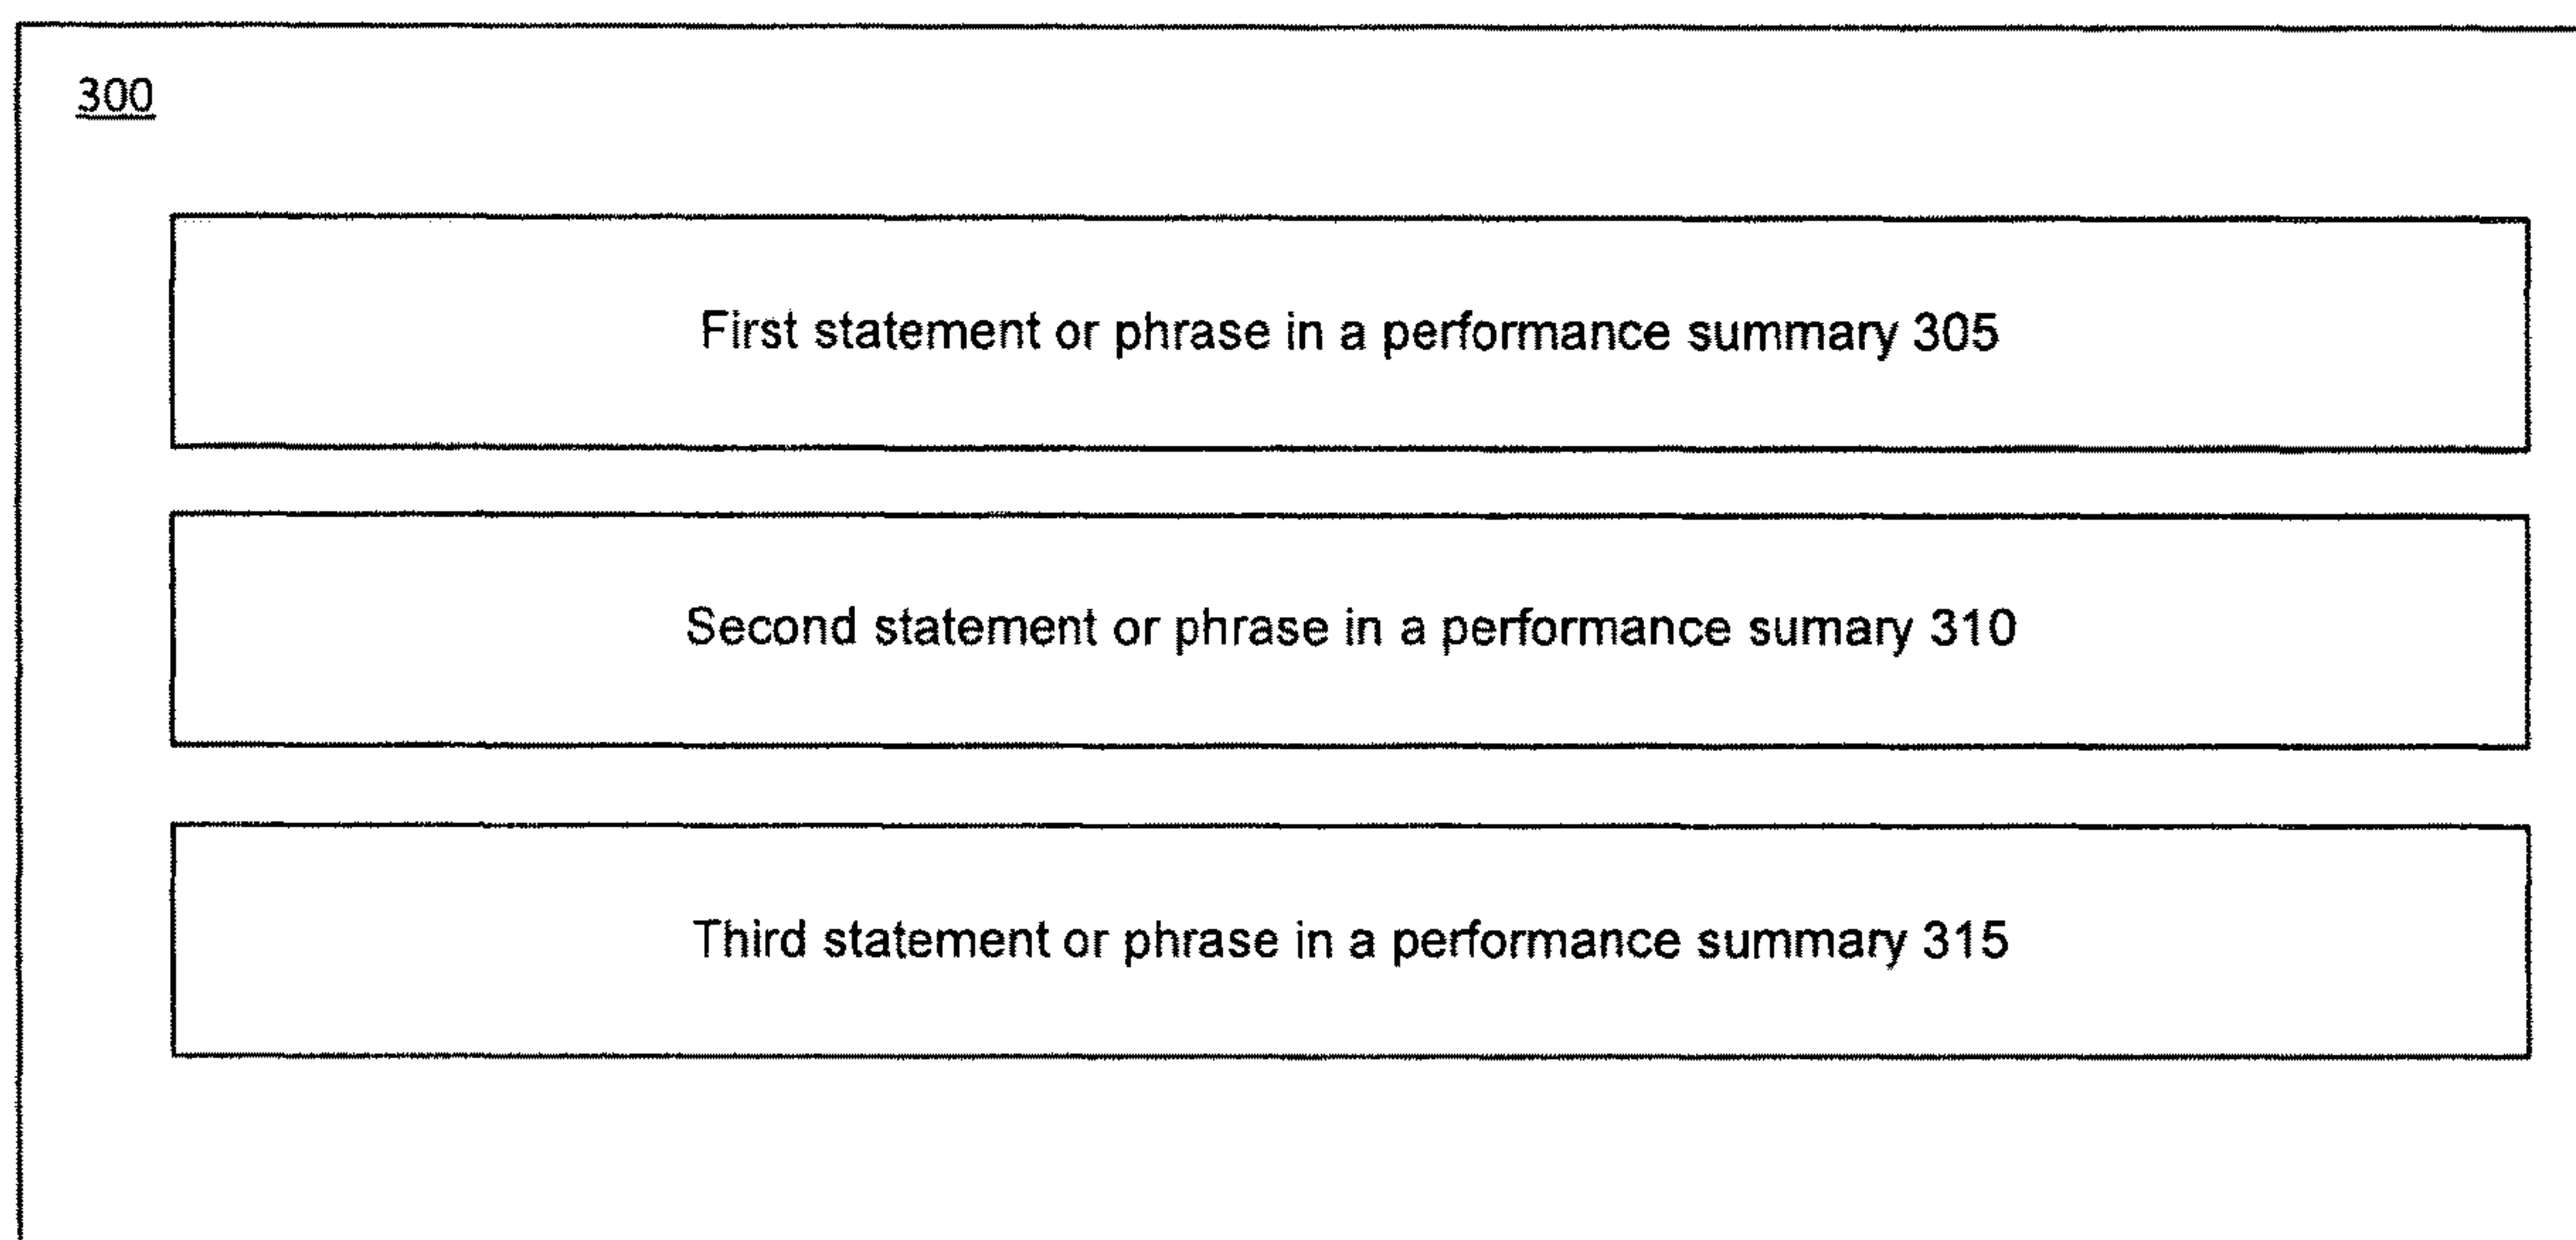 300
First statement or phrase in a performance summary 305
Second statement or phrase in a performance sumary 310
Third statement or phrase in a performance summary 315